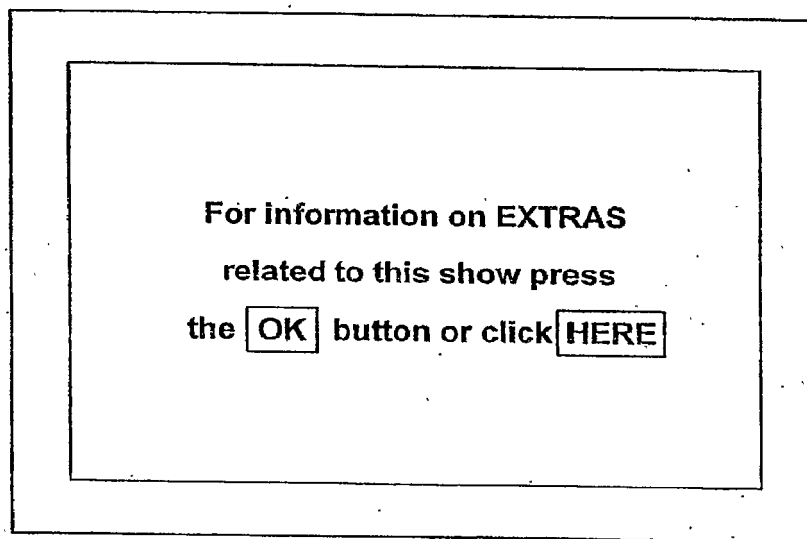 For information on EXTRAS
related to this show press
the OK button or click HERE